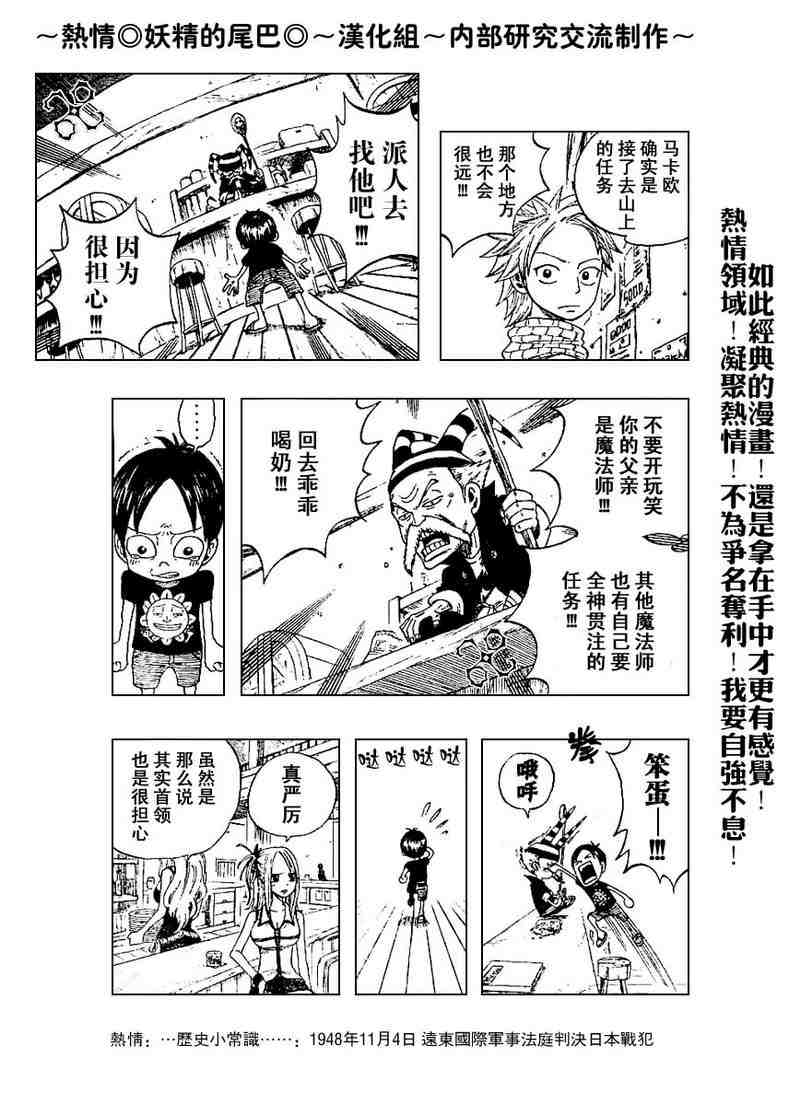 ～熱情◎妖精的尾巴◎～漢化組～内部研究交流制作～
马卡欧
确实是
接了去山上
的任务
那个地方
也不会
很远!!!
派人去
找他吧!!!
因为
很担心
!!!
不要开玩笑
你的父亲
是魔法师!!!
回去乖乖
喝奶!!!
其他魔法师
也有自己要
全神贯注的
任务!!!
……
笨蛋—!!!
拳
哦呼
哒 哒 哒 哒
真严厉
虽然是
那么说
其实首领
也是很担心
如此經典的漫畫！還是拿在手中才更有感覺！
熱情領域！凝聚熱情！不為爭名奪利！我要自強不息！
熱情：…歷史小常識……：1948年11月4日 遠東國際軍事法庭判決日本戰犯